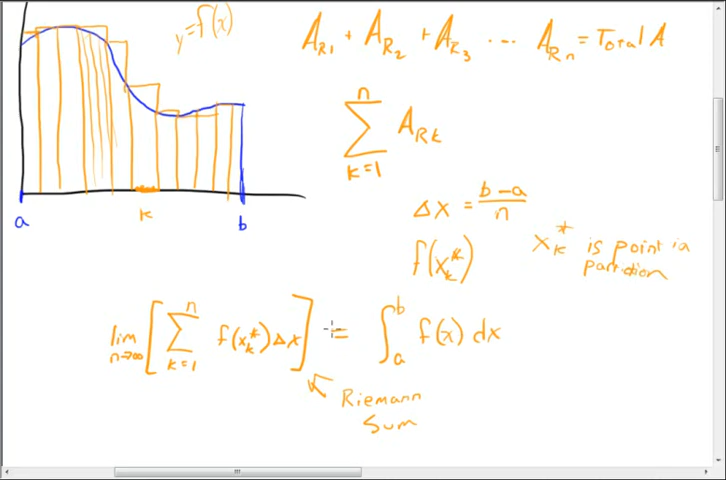 y=f(x)
A_R1 + A_R2 + A_R3 .... A_Rn = Total A
n
∑ A_Rk
k=1
Δx = (b-a)/n
f(x_k^*)
x_k^* is point in
partition
a
k
b
lim n→∞ [ n ∑ k=1 f(x_k^*) Δx ] = ∫_a^b f(x) dx
Riemann
Sum